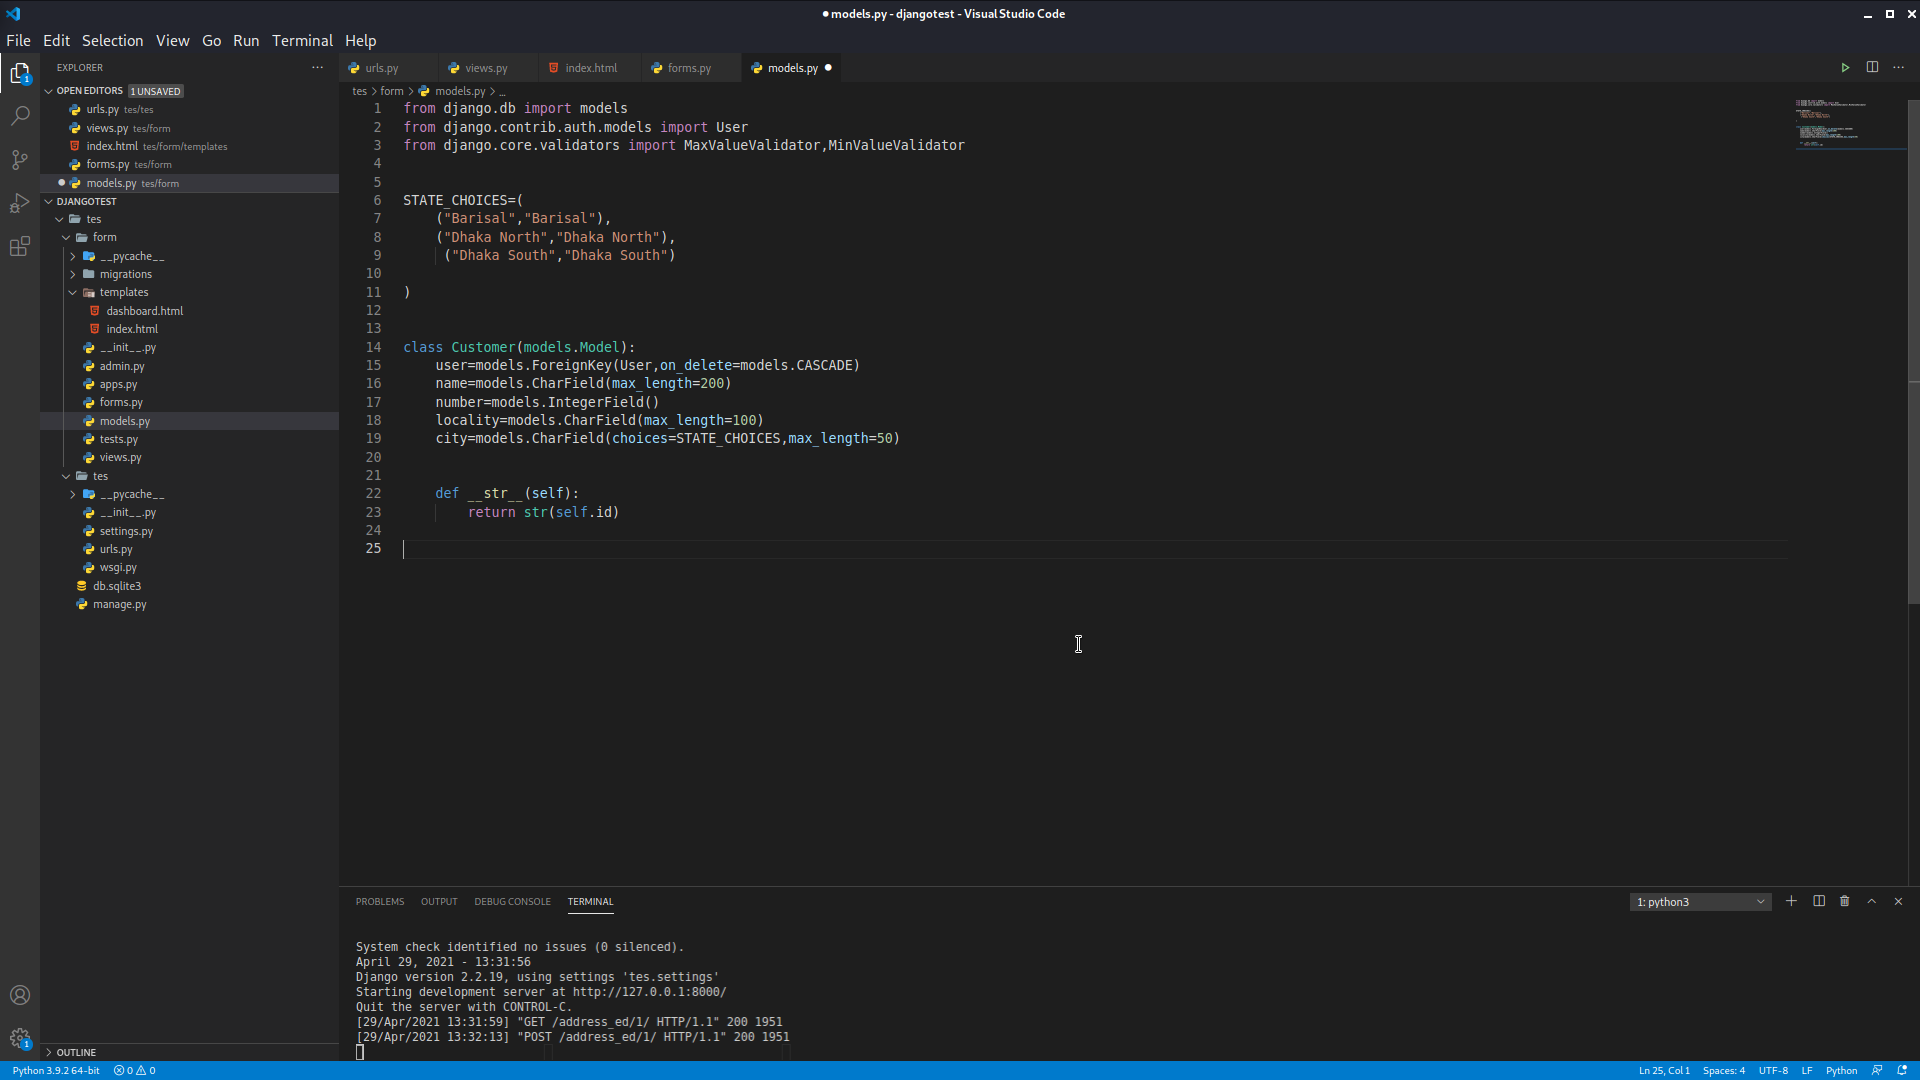 ● models.py - djangotest - Visual Studio Code
File Edit Selection View Go Run Terminal Help
EXPLORER
OPEN EDITORS 1 UNSAVED
urls.py tes/tes
views.py tes/form
index.html tes/form/templates
forms.py tes/form
models.py tes/form
DJANGOTEST
tes
form
__pycache__
migrations
templates
dashboard.html
index.html
__init__.py
admin.py
apps.py
forms.py
models.py
tests.py
views.py
tes
__pycache__
__init__.py
settings.py
urls.py
wsgi.py
db.sqlite3
manage.py
OUTLINE
urls.py views.py index.html forms.py models.py ●
tes > form > models.py > ...
1 from django.db import models
2 from django.contrib.auth.models import User
3 from django.core.validators import MaxValueValidator,MinValueValidator
4
5
6 STATE_CHOICES=(
7 ("Barisal","Barisal"),
8 ("Dhaka North","Dhaka North"),
9 ("Dhaka South","Dhaka South")
10
11 )
12
13
14 class Customer(models.Model):
15 user=models.ForeignKey(User,on_delete=models.CASCADE)
16 name=models.CharField(max_length=200)
17 number=models.IntegerField()
18 locality=models.CharField(max_length=100)
19 city=models.CharField(choices=STATE_CHOICES,max_length=50)
20
21
22 def __str__(self):
23 return str(self.id)
24
25
PROBLEMS OUTPUT DEBUG CONSOLE TERMINAL
1: python3
System check identified no issues (0 silenced).
April 29, 2021 - 13:31:56
Django version 2.2.19, using settings 'tes.settings'
Starting development server at http://127.0.0.1:8000/
Quit the server with CONTROL-C.
[29/Apr/2021 13:31:59] "GET /address_ed/1/ HTTP/1.1" 200 1951
[29/Apr/2021 13:32:13] "POST /address_ed/1/ HTTP/1.1" 200 1951
1
1
Python 3.9.2 64-bit 0 0 Ln 25, Col 1 Spaces: 4 UTF-8 LF Python